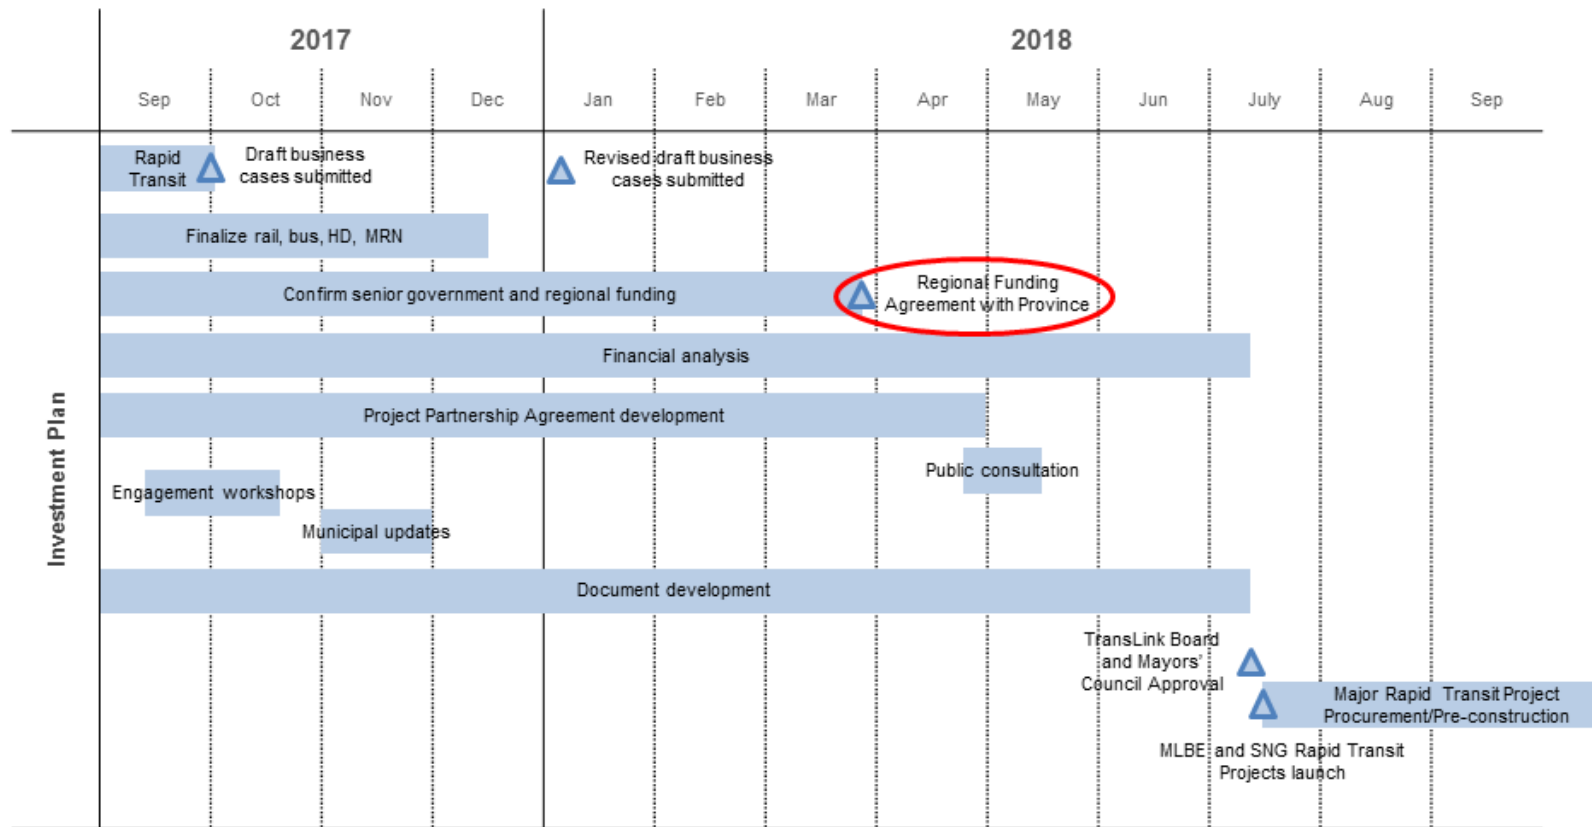 2017
2018
Sep
Oct
Nov
Dec
Jan
Feb
Mar
Apr
May
Jun
July
Aug
Sep
Investment Plan
Rapid
Transit
Draft business
cases submitted
Revised draft business
cases submitted
Finalize rail, bus, HD, MRN
Confirm senior government and regional funding
Regional Funding
Agreement with Province
Financial analysis
Project Partnership Agreement development
Public consultation
Engagement workshops
Municipal updates
Document development
TransLink Board
and Mayors'
Council Approval
Major Rapid Transit Project
Procurement/Pre-construction
MLBE and SNG Rapid Transit
Projects launch